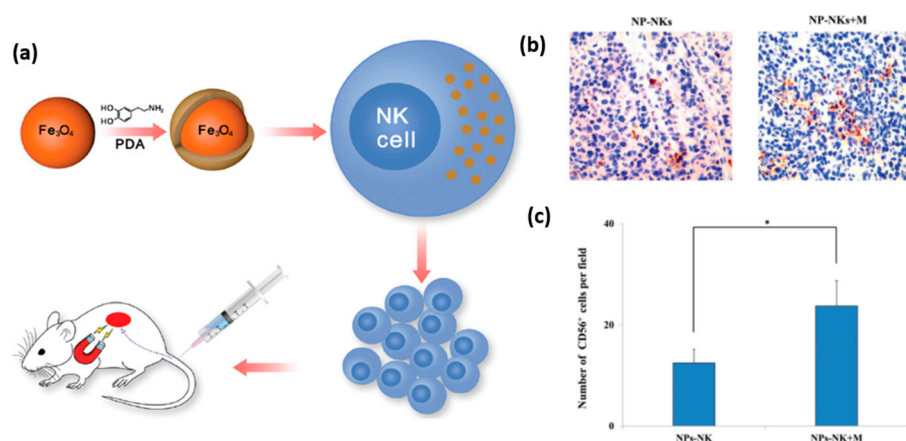 (a)
Fe₃O₄
HO
HO
NH₂
PDA
Fe₃O₄
NK
cell
(b)
NP-NKs
NP-NKs+M
(c)
*
Number of CD56⁺ cells per field
40
20
0
NPs-NK
NPs-NK+M